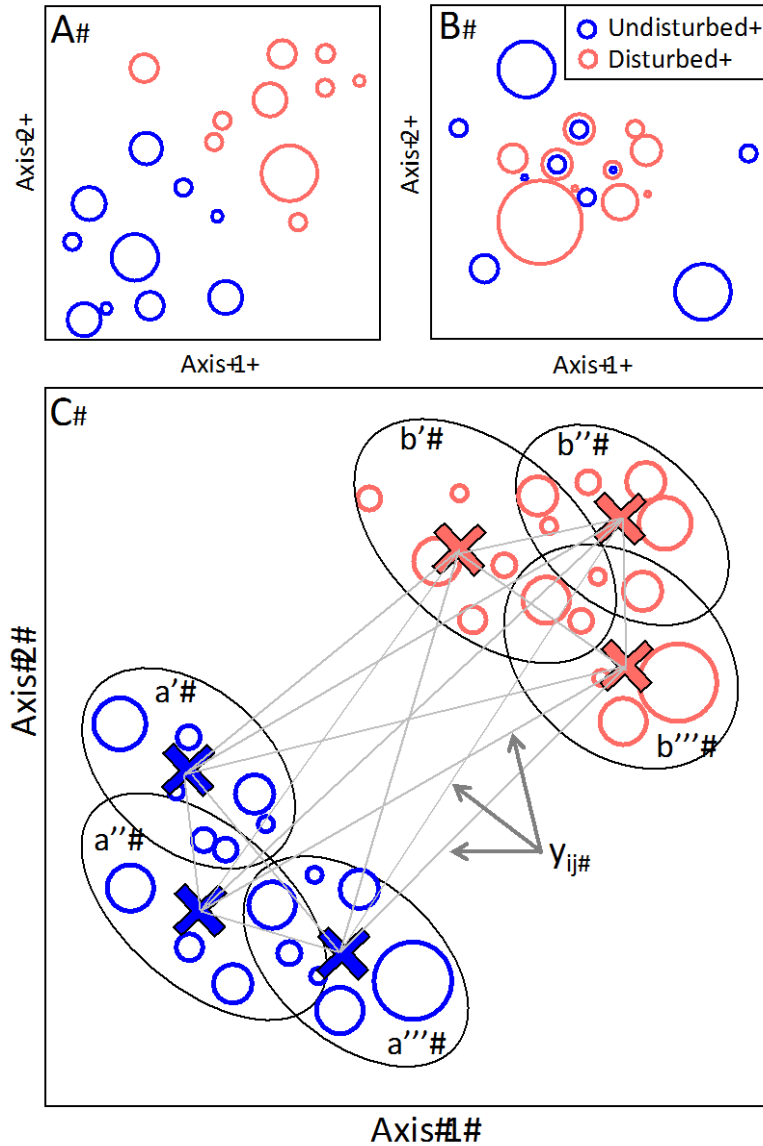 A#
Axis+2+
Axis+1+
B#
Undisturbed+
Disturbed+
Axis+2+
Axis+1+
C#
b'#
b''#
b'''#
a'#
a''#
a'''#
yij#
Axis#2#
Axis#1#